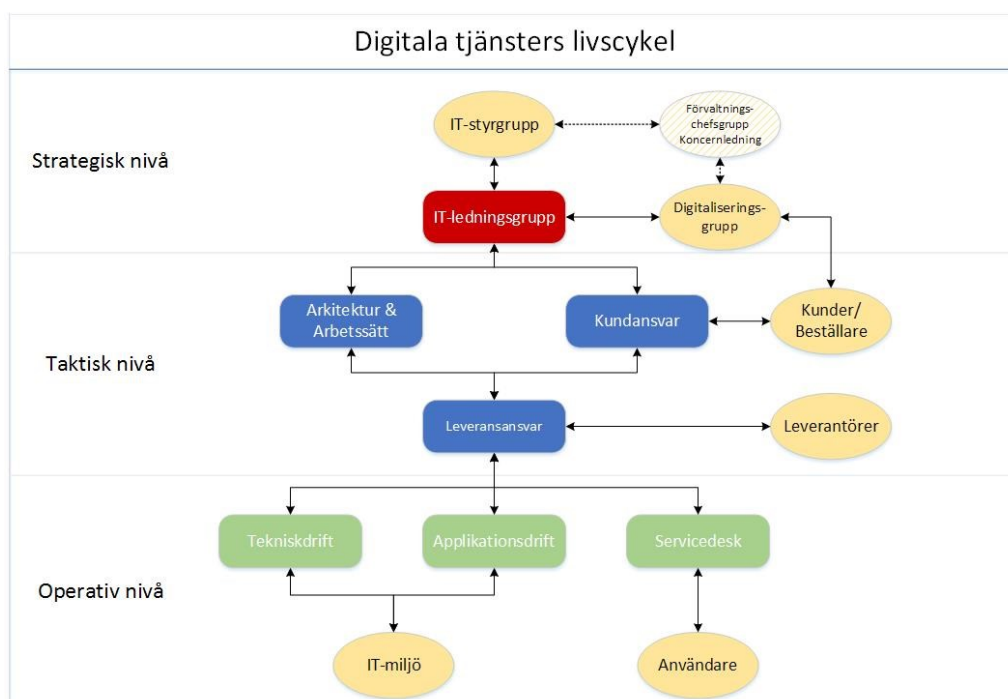 Digitala tjänsters livscykel
Strategisk nivå
IT-styrgrupp
Förvaltnings-
chefsgrupp
Koncernledning
IT-ledningsgrupp
Digitaliserings-
grupp
Taktisk nivå
Arkitektur &
Arbetssätt
Kundansvar
Kunder/
Beställare
Leveransansvar
Leverantörer
Operativ nivå
Tekniskdrift
Applikationsdrift
Servicedesk
IT-miljö
Användare